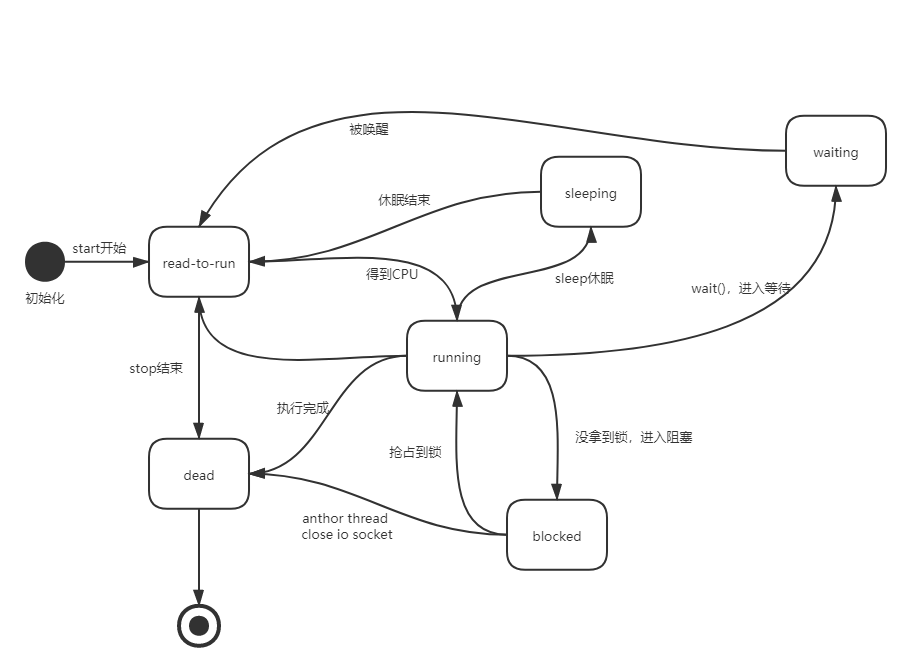 被唤醒
waiting
sleeping
休眠结束
start开始
read-to-run
得到CPU
sleep休眠
初始化
wait()，进入等待
running
stop结束
执行完成
没拿到锁，进入阻塞
抢占到锁
dead
anthor thread
close io socket
blocked